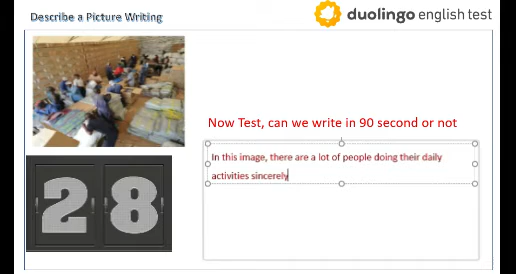 Describe a Picture Writing
duolingo english test
Now Test, can we write in 90 second or not
In this image, there are a lot of people doing their daily
activities sincerely
28